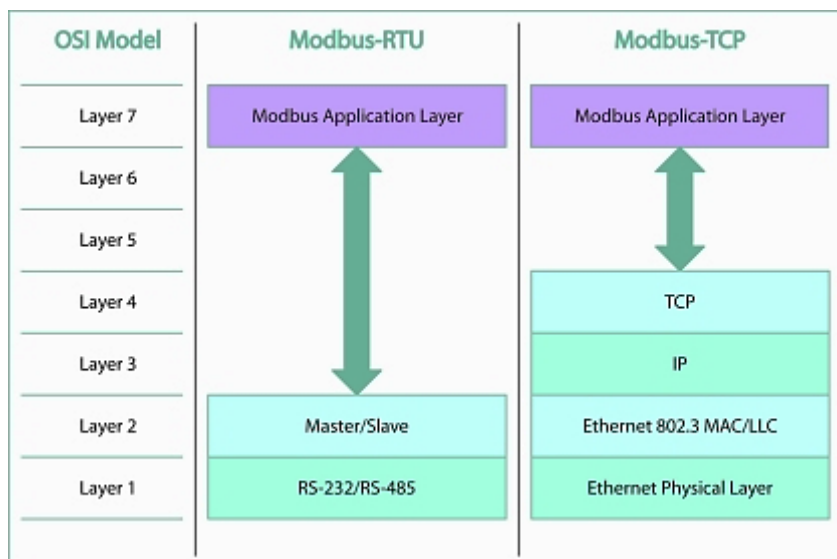 OSI Model Modbus-RTU Modbus-TCP
Layer 7 Modbus Application Layer Modbus Application Layer
Layer 6
Layer 5
Layer 4 TCP
Layer 3 IP
Layer 2 Master/Slave Ethernet 802.3 MAC/LLC
Layer 1 RS-232/RS-485 Ethernet Physical Layer